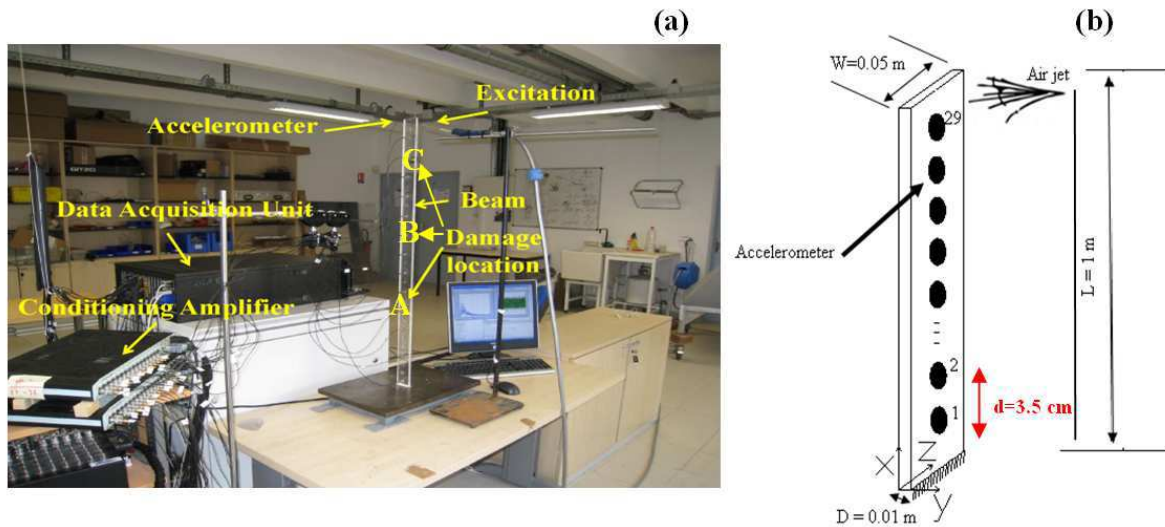 (a)
Excitation
Accelerometer
C
Beam
Data Acquisition Unit
B
Damage
location
Conditioning Amplifier
A
(b)
W=0.05 m
Air jet
29
Accelerometer
L = 1 m
2
d=3.5 cm
1
X
Z
y
D = 0.01 m